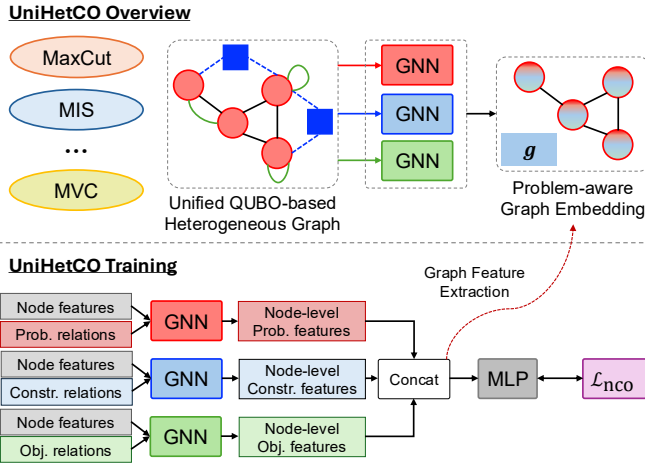 UniHetCO Overview
MaxCut
MIS
...
MVC
GNN
GNN
GNN
g
Unified QUBO-based
Heterogeneous Graph
Problem-aware
Graph Embedding
UniHetCO Training
Graph Feature
Extraction
Node features
Prob. relations
GNN
Node-level
Prob. features
Node features
Constr. relations
GNN
Node-level
Constr. features
Concat
MLP
ℒnco
Node features
Obj. relations
GNN
Node-level
Obj. features